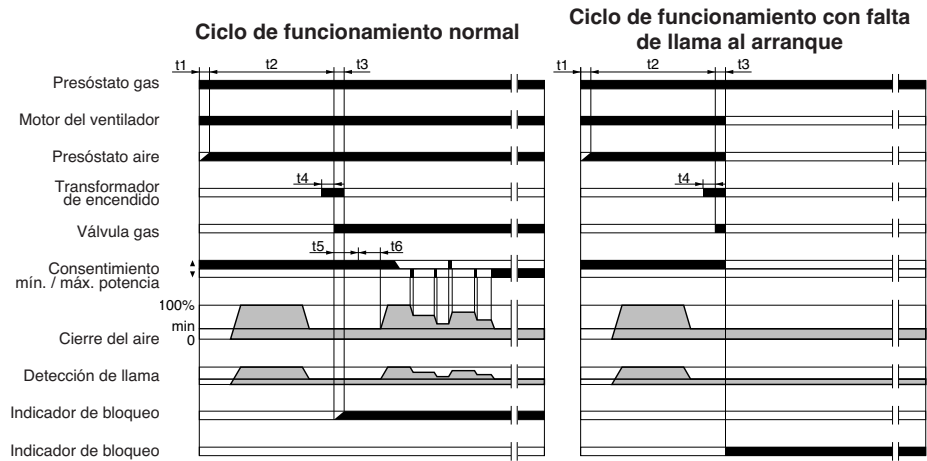 Ciclo de funcionamiento normal
Ciclo de funcionamiento con falta
de llama al arranque
t1
t2
t3
t1
t2
t3
Presóstato gas
Motor del ventilador
Presóstato aire
t4
t4
Transformador
de encendido
Válvula gas
t5
t6
Consentimiento
mín. / máx. potencia
100%
min
0
Cierre del aire
Detección de llama
Indicador de bloqueo
Indicador de bloqueo